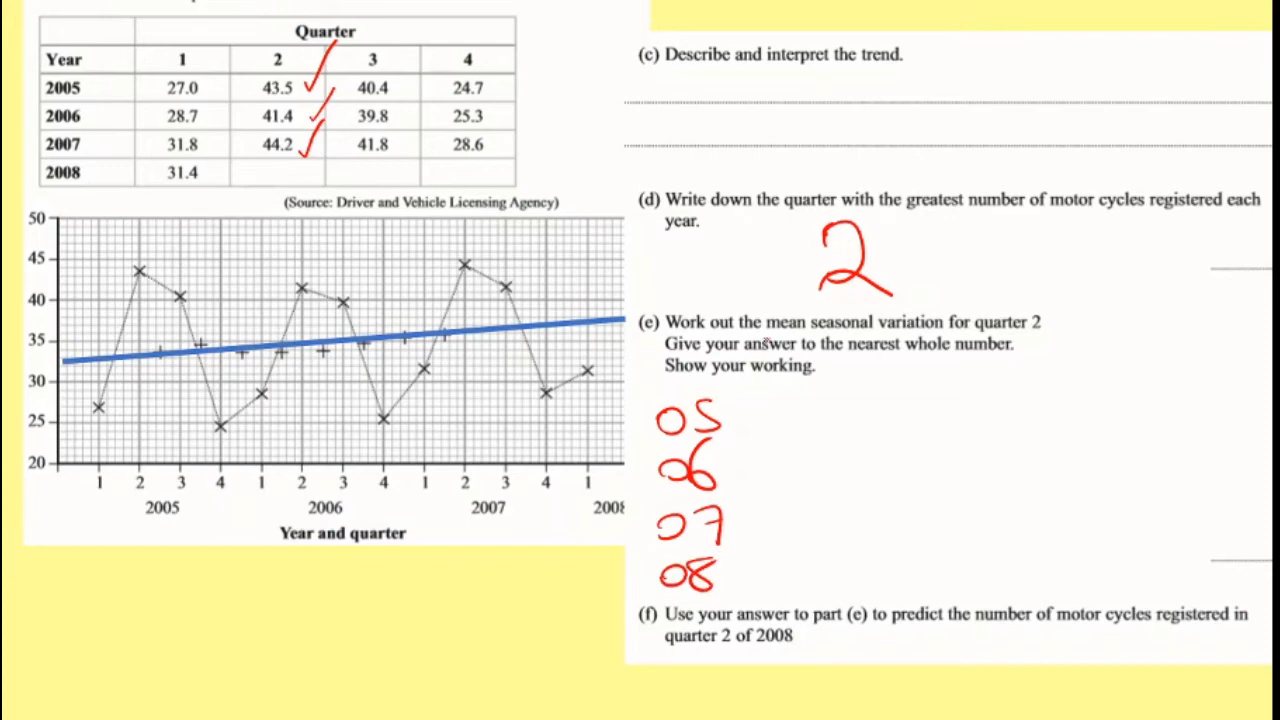 Quarter
Year 1 2 3 4
2005 27.0 43.5 40.4 24.7
2006 28.7 41.4 39.8 25.3
2007 31.8 44.2 41.8 28.6
2008 31.4
(Source: Driver and Vehicle Licensing Agency)
50
45
40
35
30
25
20
1 2 3 4 1 2 3 4 1 2 3 4 1
2005 2006 2007 2008
Year and quarter
(c) Describe and interpret the trend.
(d) Write down the quarter with the greatest number of motor cycles registered each
year.
2
(e) Work out the mean seasonal variation for quarter 2
Give your answer to the nearest whole number.
Show your working.
05
06
07
08
(f) Use your answer to part (e) to predict the number of motor cycles registered in
quarter 2 of 2008